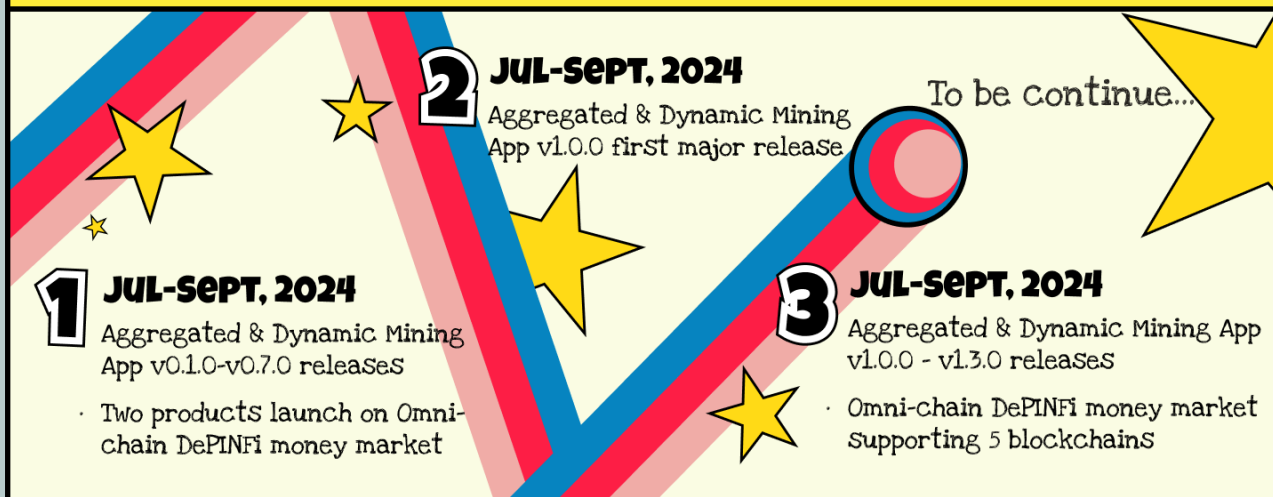 1
JUL-SEPT, 2024
Aggregated & Dynamic Mining
App v0.1.0-v0.7.0 releases
· Two products launch on Omni-
chain DePINFi money market
2
JUL-SEPT, 2024
Aggregated & Dynamic Mining
App v1.0.0 first major release
3
JUL-SEPT, 2024
Aggregated & Dynamic Mining App
v1.0.0 - v1.3.0 releases
· Omni-chain DePINFi money market
supporting 5 blockchains
To be continue...